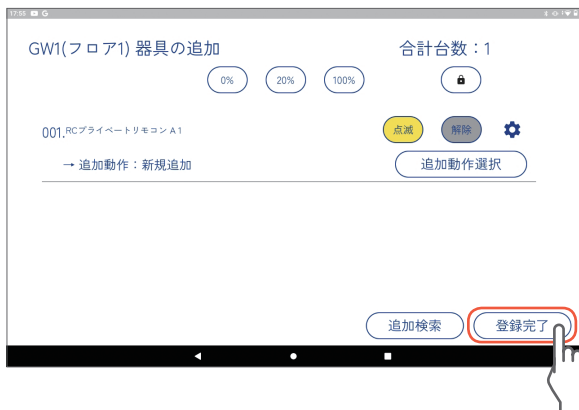 17:55 G
GW1(フロア1) 器具の追加 合計台数：1
0% 20% 100%
001.RCプライベートリモコン A1 点滅 解除
→ 追加動作：新規追加 追加動作選択
追加検索 登録完了